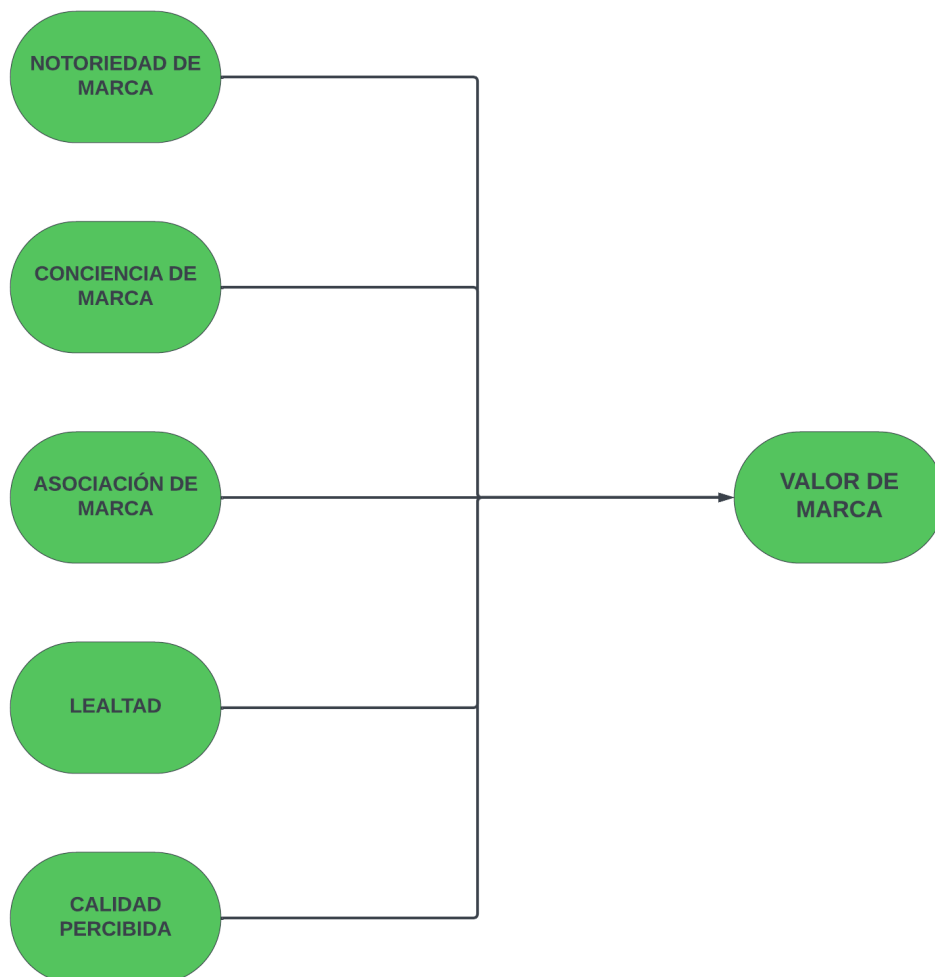 NOTORIEDAD DE
MARCA
CONCIENCIA DE
MARCA
ASOCIACIÓN DE
MARCA
VALOR DE
MARCA
LEALTAD
CALIDAD
PERCIBIDA